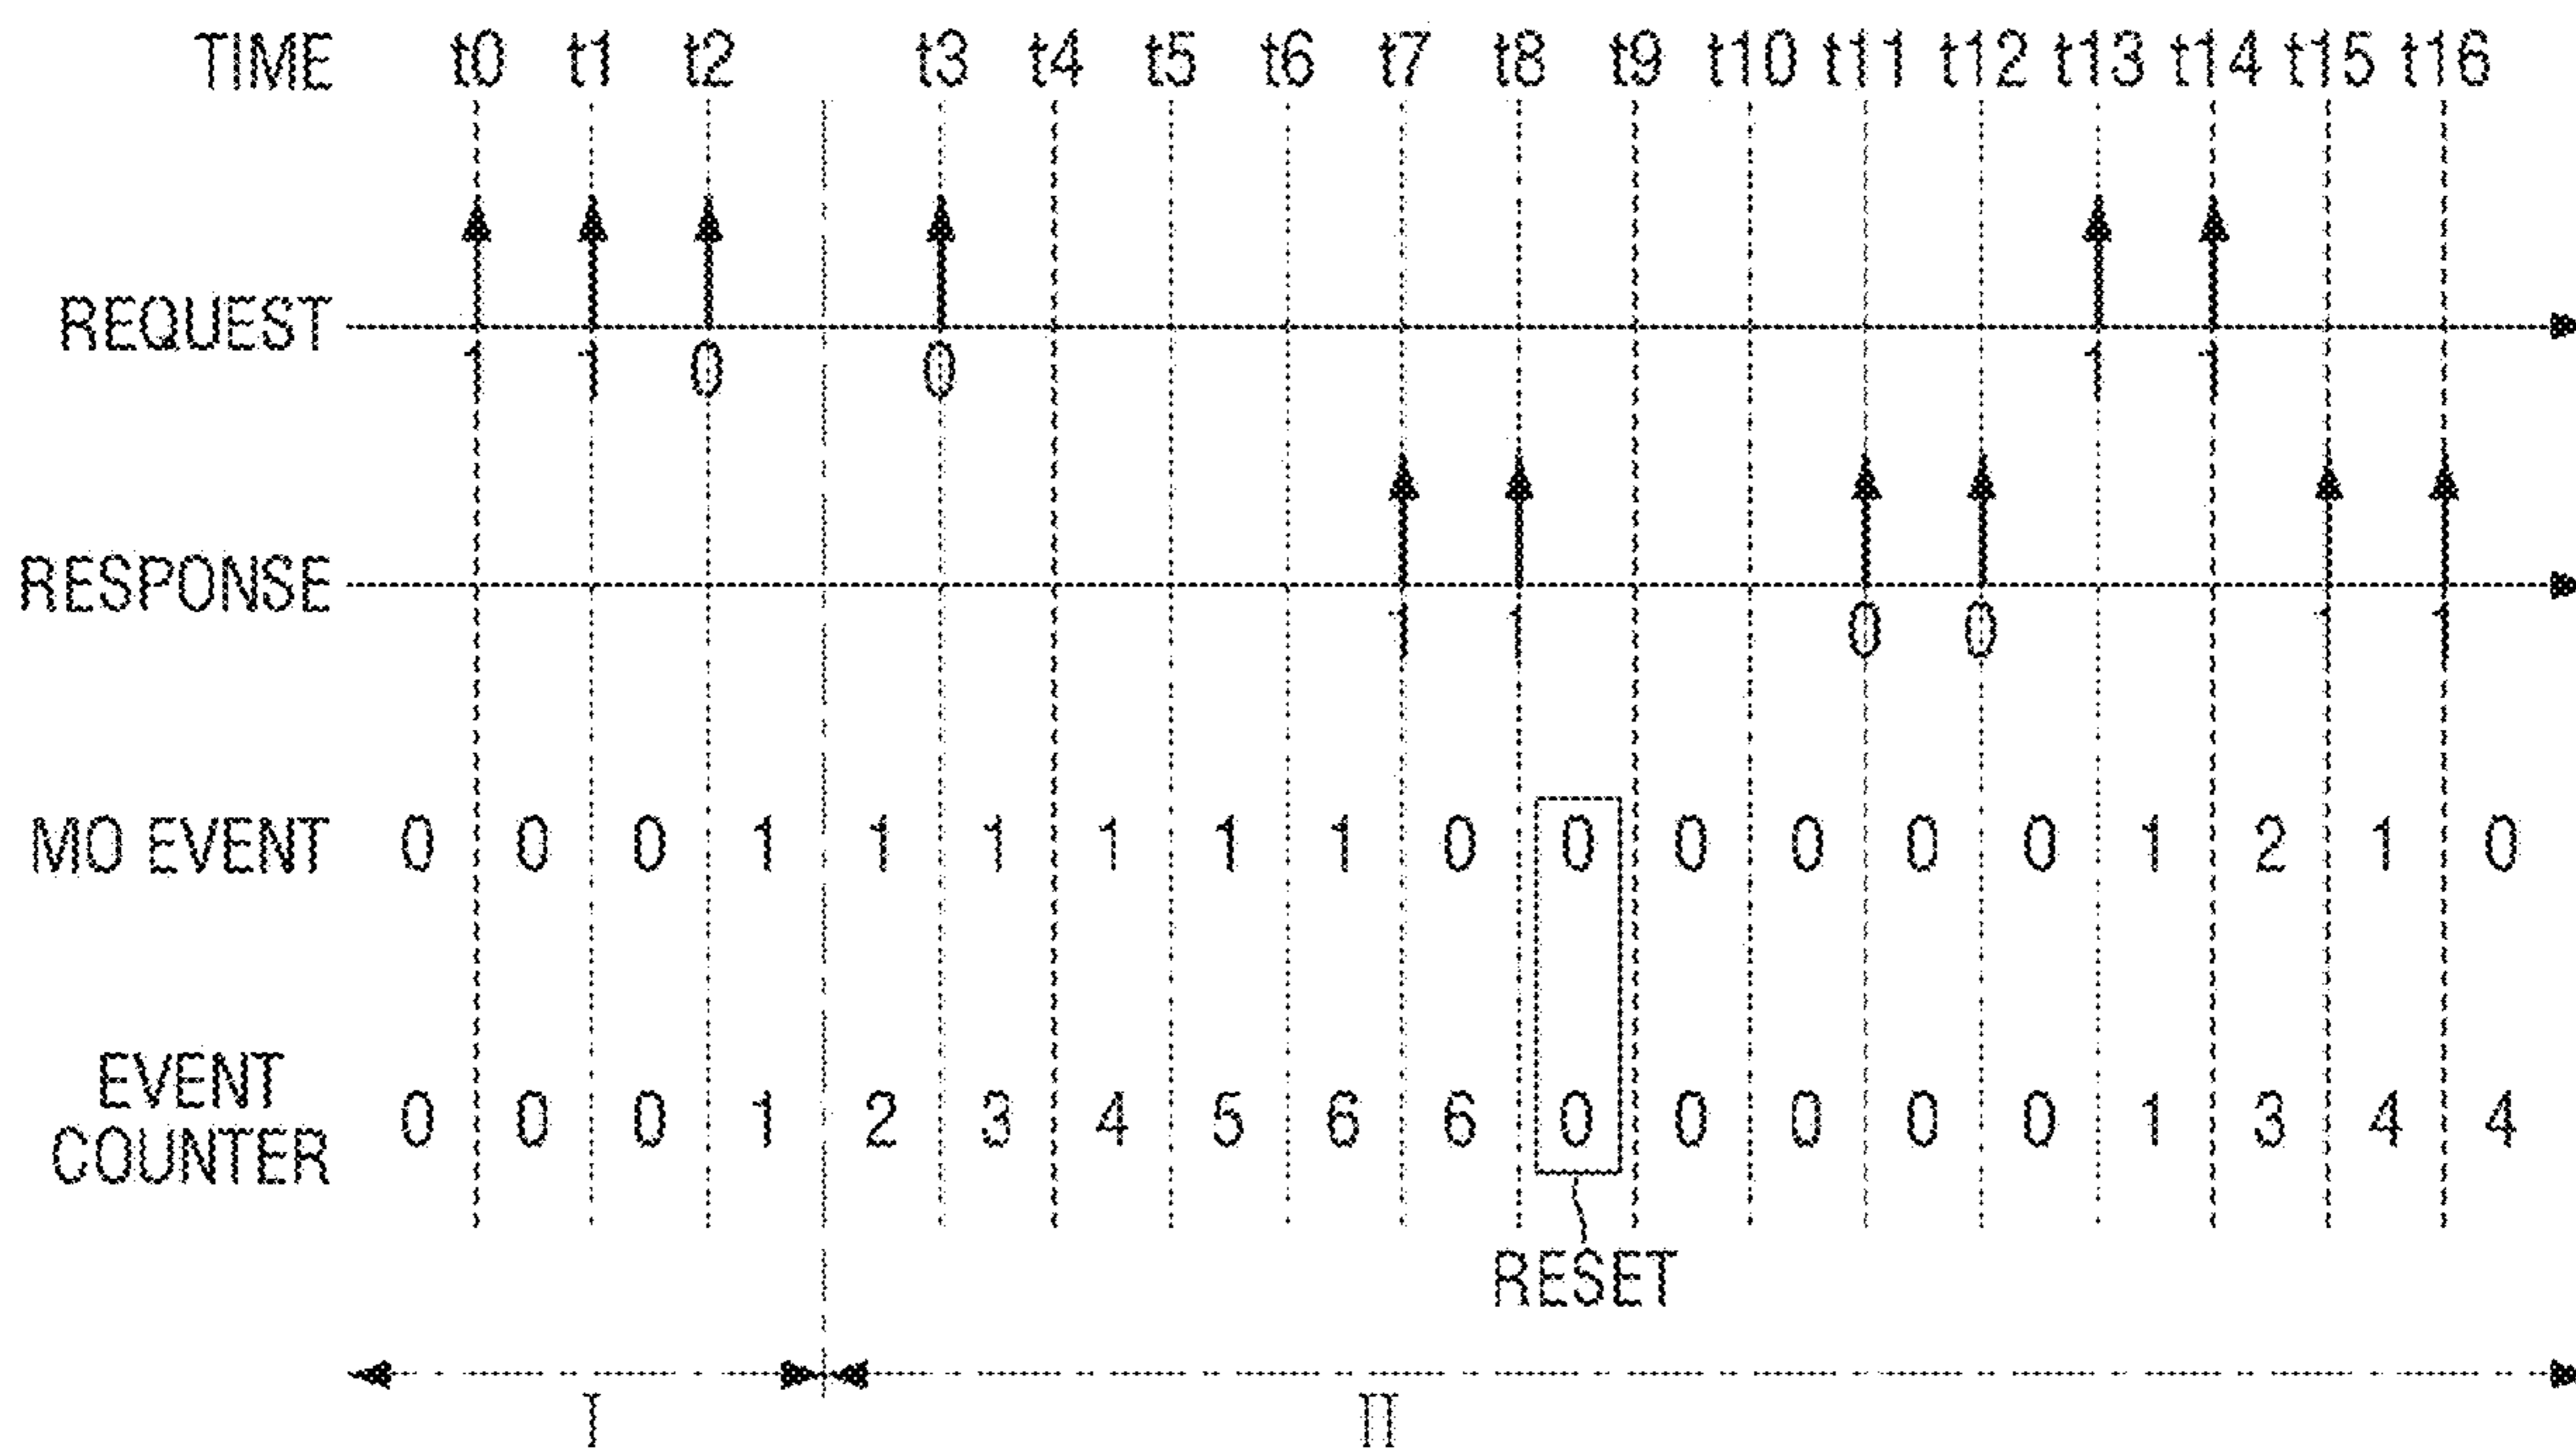 TIME t0 t1 t2 t3 t4 t5 t6 t7 t8 t9 t10 t11 t12 t13 t14 t15 t16
REQUEST
1 1 0 0 1 1
RESPONSE
1 1 0 0 1 1
MO EVENT 0 0 0 1 1 1 1 1 1 0 0 0 0 0 0 1 2 1 0
EVENT
COUNTER 0 0 0 1 2 3 4 5 6 6 0 0 0 0 0 1 3 4 4
RESET
I II